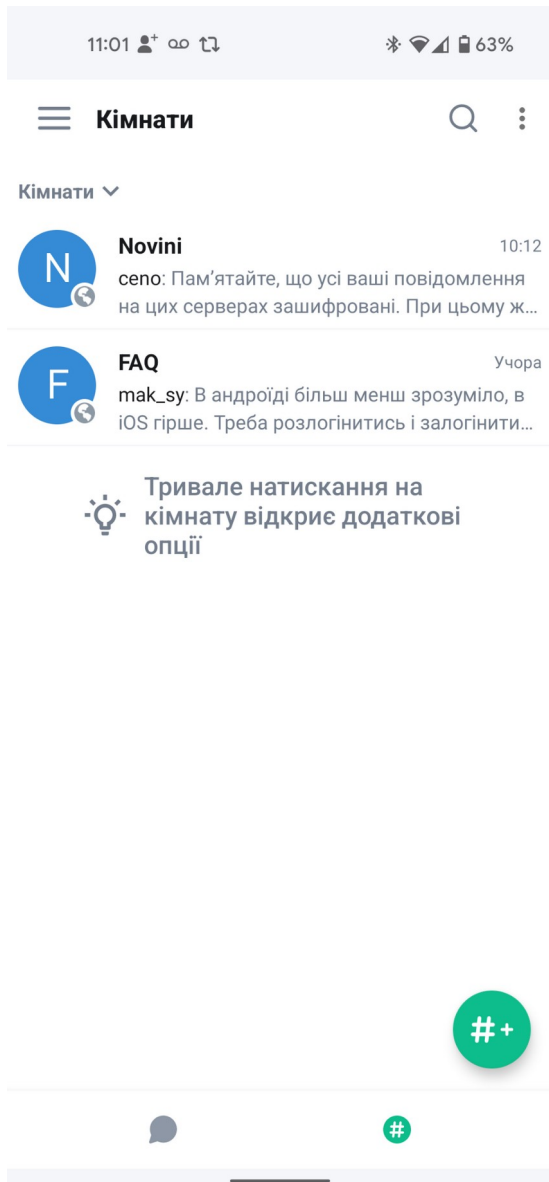 11:01 63%
Кімнати
Кімнати
N Novini 10:12
ceno: Пам’ятайте, що усі ваші повідомлення
на цих серверах зашифровані. При цьому ж...
F FAQ Учора
mak_sy: В андроїді більш менш зрозуміло, в
iOS гірше. Треба розлогінитись і залогінити...
Тривале натискання на
кімнату відкриє додаткові
опції
#+
#